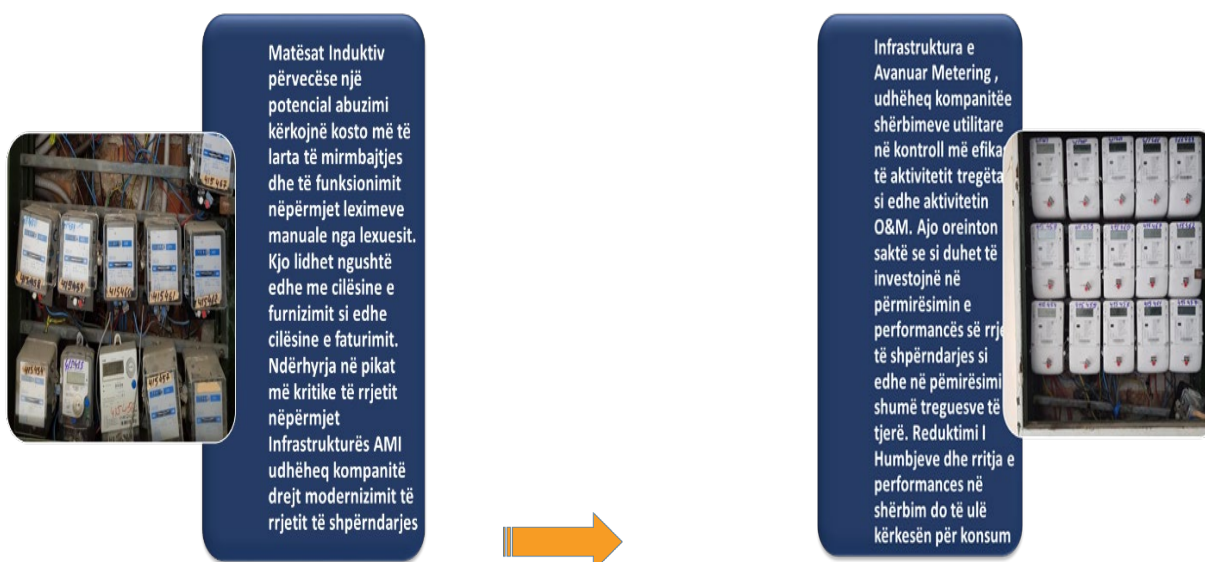 Matësat Induktiv
përvecëse një
potencial abuzimi
kërkojnë kosto më të
larta të mirmbajtjes
dhe të funksionimit
nëpërmjet leximeve
manuale nga lexuesit.
Kjo lidhet ngushtë
edhe me cilësine e
furnizimit si edhe
cilësine e faturimit.
Ndërhyrja në pikat
më kritike të rrjetit
nëpërmjet
Infrastrukturës AMI
udhëheq kompanitë
drejt modernizimit të
rrjetit të shpërndarjes
Infrastruktura e
Avanuar Metering ,
udhëheq kompanitëe
shërbimeve utilitare
në kontroll më efika
të aktivitetit tregëta
si edhe aktivitetin
O&M. Ajo oreinton
saktë se si duhet të
investojnë në
përmirësimin e
performancës së rrje
të shpërndarjes si
edhe në pëmirësimi
shumë treguesve të
tjerë. Reduktimi I
Humbjeve dhe rritja e
performances në
shërbim do të ulë
kërkesën për konsum